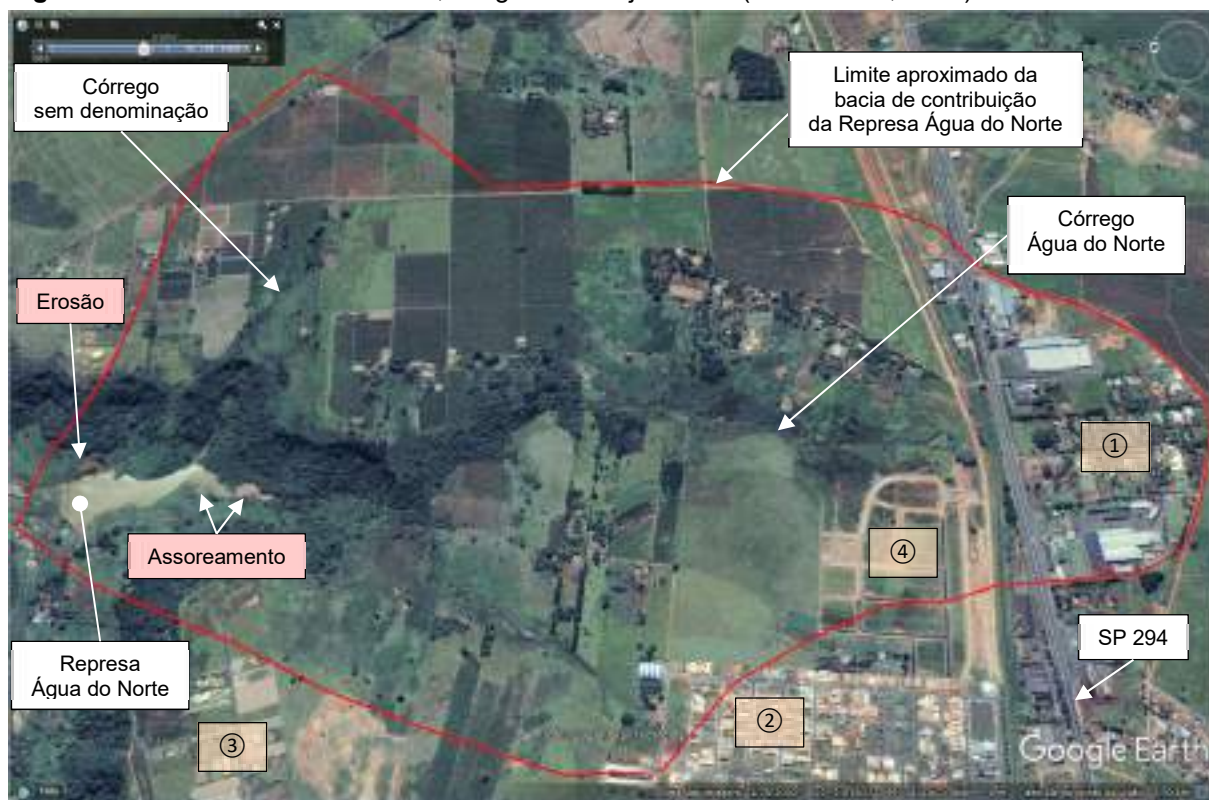 Córrego
sem denominação
Limite aproximado da
bacia de contribuição
da Represa Água do Norte
Córrego
Água do Norte
Erosão
①
Assoreamento
④
SP 294
Represa
Água do Norte
②
③
Google Earth